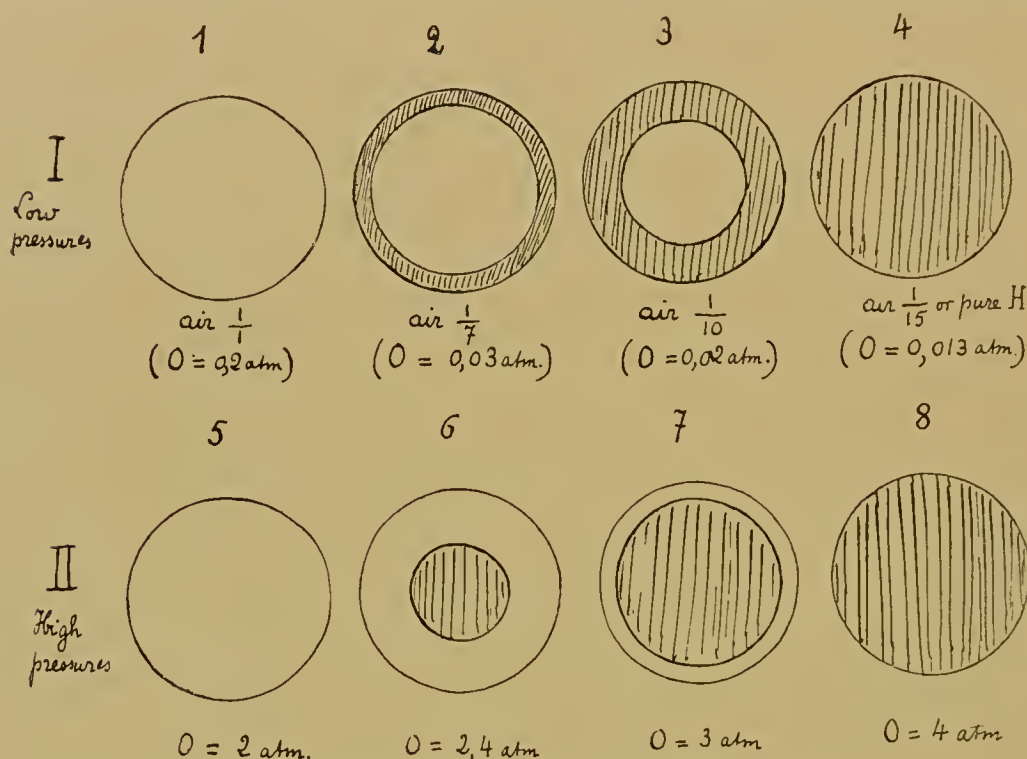 1 2 3 4
I
Low
pressures
air 1/1 air 1/7 air 1/10 air 1/15 or pure H
(O = 0,2 atm) (O = 0,03 atm.) (O = 0,02 atm.) (O = 0,013 atm.)
5 6 7 8
II
High
pressures
O = 2 atm. O = 2,4 atm O = 3 atm O = 4 atm